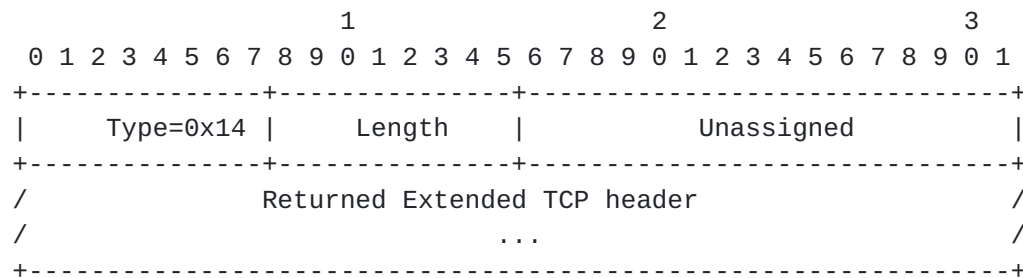 1                   2                   3
 0 1 2 3 4 5 6 7 8 9 0 1 2 3 4 5 6 7 8 9 0 1 2 3 4 5 6 7 8 9 0 1
+---------------+---------------+-------------------------------+
|     Type=0x14 |     Length    |           Unassigned          |
+---------------+---------------+-------------------------------+
/               Returned Extended TCP header                    /
/                              ...                              /
+---------------------------------------------------------------+